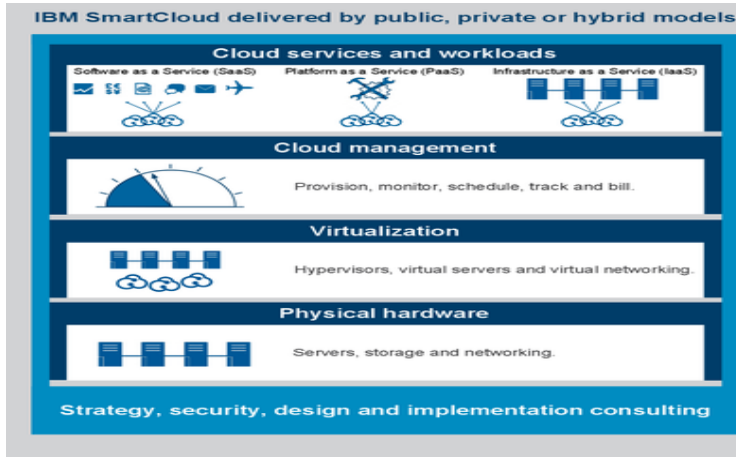 IBM SmartCloud delivered by public, private or hybrid models
Cloud services and workloads
Software as a Service (SaaS)
Platform as a Service (PaaS)
Infrastructure as a Service (IaaS)
Cloud management
Provision, monitor, schedule, track and bill.
Virtualization
Hypervisors, virtual servers and virtual networking.
Physical hardware
Servers, storage and networking.
Strategy, security, design and implementation consulting